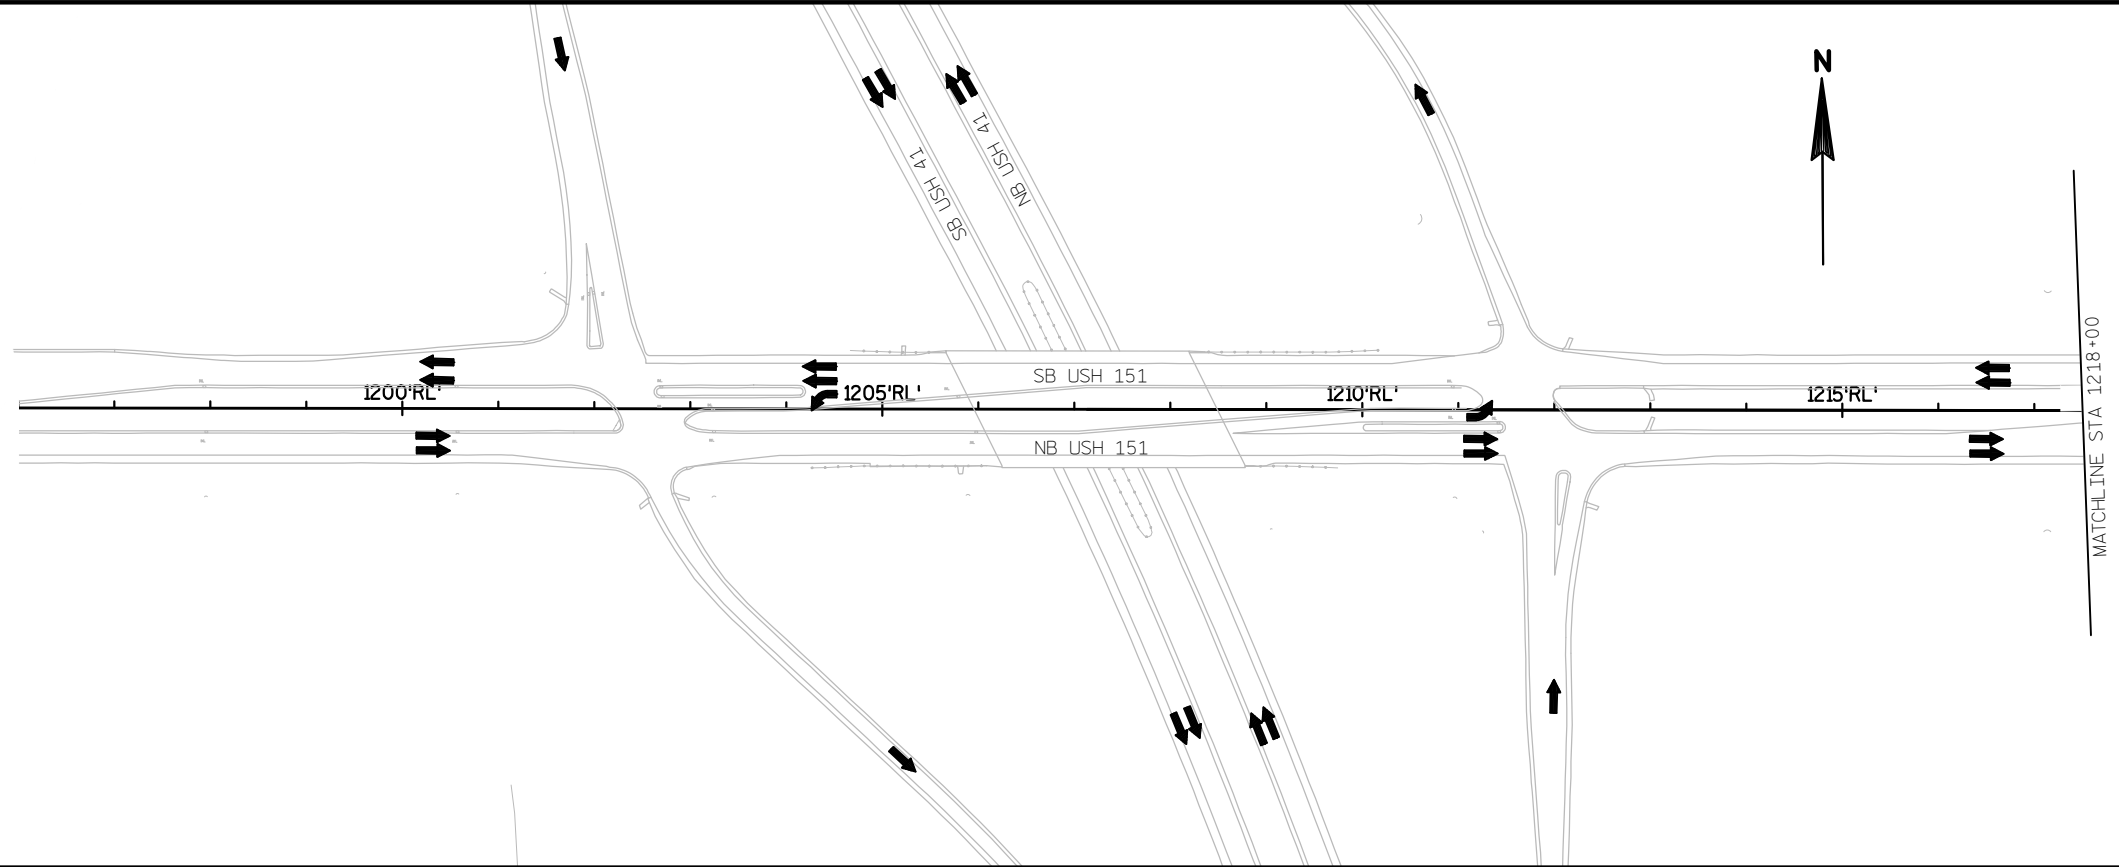 N
NB USH 41
SB USH 41
SB USH 151
1200'RL'
1205'RL'
1210'RL'
1215'RL'
NB USH 151
MATCHLINE STA 1218+00